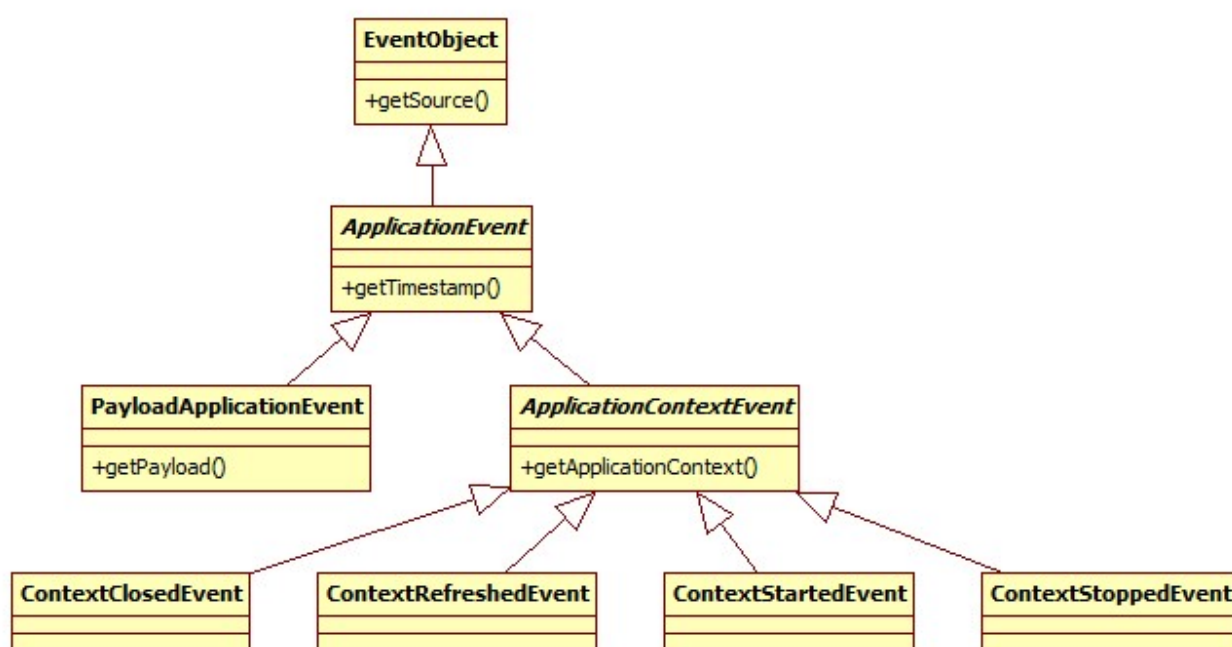 EventObject
+getSource()
ApplicationEvent
+getTimestamp()
PayloadApplicationEvent
+getPayload()
ApplicationContextEvent
+getApplicationContext()
ContextClosedEvent
ContextRefreshedEvent
ContextStartedEvent
ContextStoppedEvent